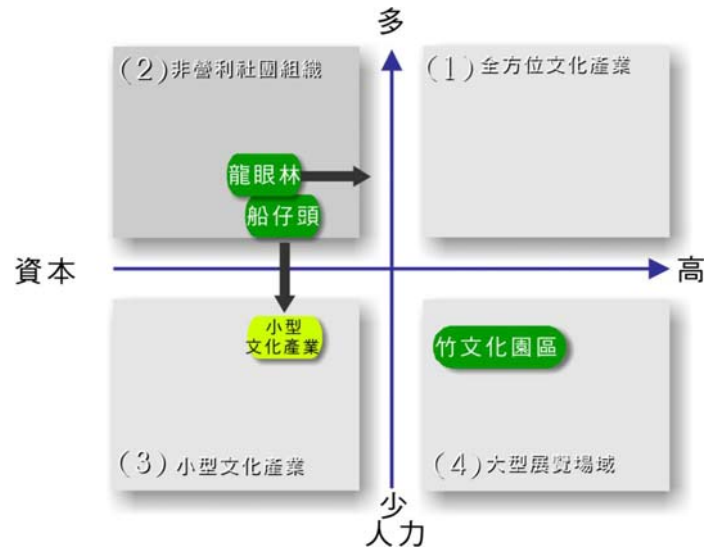 多
(2)非營利社團組織
(1)全方位文化產業
龍眼林
船仔頭
資本
高
小型
文化產業
竹文化園區
(3)小型文化產業
(4)大型展覽場域
少
人力